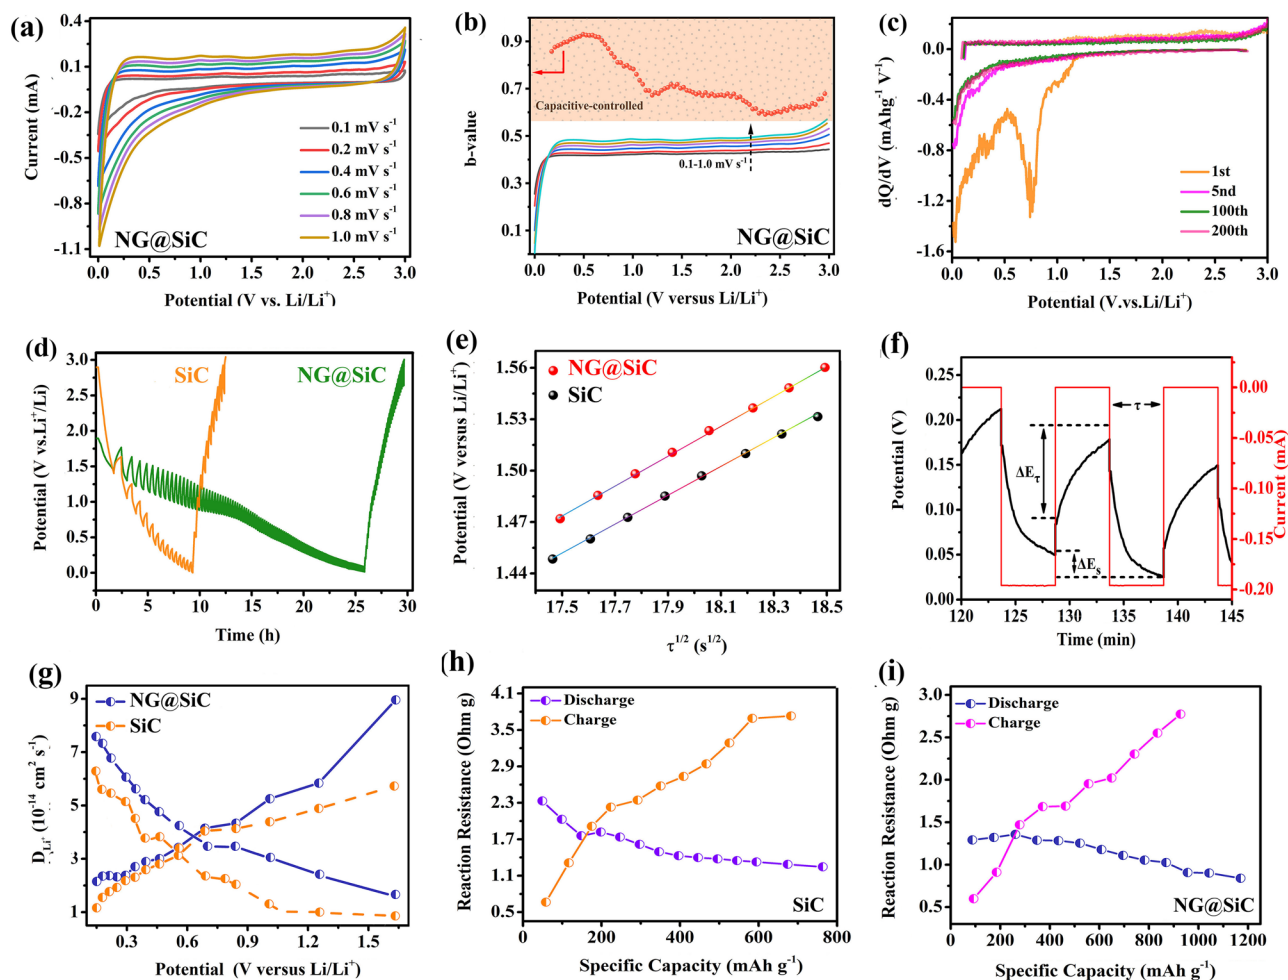 (a)
0.4
0.1
-0.2
-0.5
-0.8
-1.1
Current (mA)
0.1 mV s⁻¹
0.2 mV s⁻¹
0.4 mV s⁻¹
0.6 mV s⁻¹
0.8 mV s⁻¹
1.0 mV s⁻¹
NG@SiC
0.0 0.5 1.0 1.5 2.0 2.5 3.0
Potential (V vs. Li/Li⁺)
(b)
0.9
0.8
0.7
0.6
0.5
0.4
0.3
0.1
b-value
Capacitive-controlled
0.1-1.0 mV s⁻¹
NG@SiC
0.0 0.5 1.0 1.5 2.0 2.5 3.0
Potential (V versus Li/Li⁺)
(c)
0.0
-0.4
-0.8
-1.2
-1.6
dQ/dV (mAhg⁻¹ V⁻¹)
1st
5nd
100th
200th
0.0 0.5 1.0 1.5 2.0 2.5 3.0
Potential (V.vs.Li/Li⁺)
(d)
3.0
2.5
2.0
1.5
1.0
0.5
0.0
Potential (V vs.Li⁺/Li)
SiC
NG@SiC
0 5 10 15 20 25 30
Time (h)
(e)
1.56
1.53
1.50
1.47
1.44
Potential (V versus Li/Li⁺)
NG@SiC
SiC
17.5 17.7 17.9 18.1 18.3 18.5
τ¹/² (s¹/²)
(f)
0.25
0.20
0.15
0.10
0.05
0.00
Potential (V)
τ
ΔEτ
ΔEs
0.00
-0.05
-0.10
-0.15
-0.20
Current (mA)
120 125 130 135 140 145
Time (min)
(g)
9
7
5
3
1
D Li⁺ (10⁻¹⁴ cm² s⁻¹)
NG@SiC
SiC
0.3 0.6 0.9 1.2 1.5
Potential (V versus Li/Li⁺)
(h)
4.1
3.5
2.9
2.3
1.7
1.1
0.5
Reaction Resistance (Ohm g)
Discharge
Charge
SiC
0 200 400 600 800
Specific Capacity (mAh g⁻¹)
(i)
3.0
2.5
2.0
1.5
1.0
0.5
Reaction Resistance (Ohm g)
Discharge
Charge
NG@SiC
0 200 400 600 800 1000 1200
Specific Capacity (mAh g⁻¹)